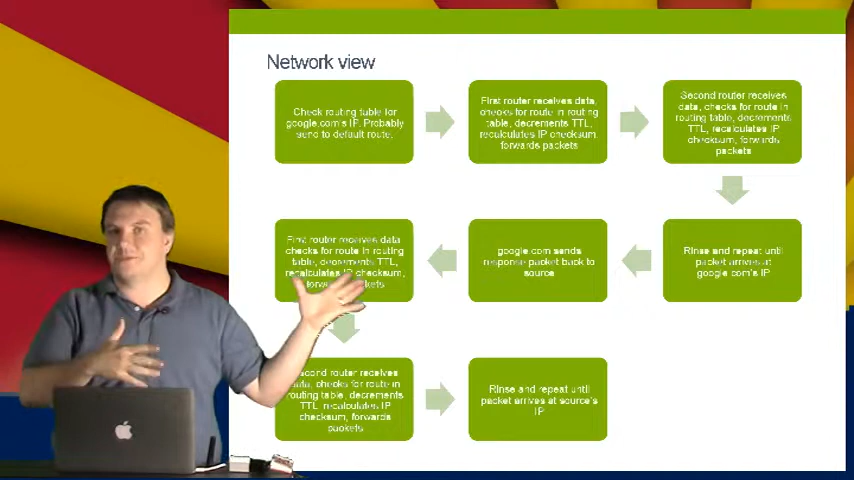 Network view
Check routing table for
google.com's IP. Probably
send to default route.
First router receives data,
checks for route in routing
table, decrements TTL,
recalculates IP checksum,
forwards packets
Second router receives
data, checks for route in
routing table, decrements
TTL, recalculates IP
checksum, forwards
packets
Rinse and repeat until
packet arrives at
google.com's IP
google.com sends
response packet back to
source
First router receives data
checks for route in routing
table, decrements TTL,
recalculates IP checksum,
router receives
checks for route in
routing table, decrements
TTL, recalculates IP
checksum, forwards
packets
Rinse and repeat until
packet arrives at source's
IP